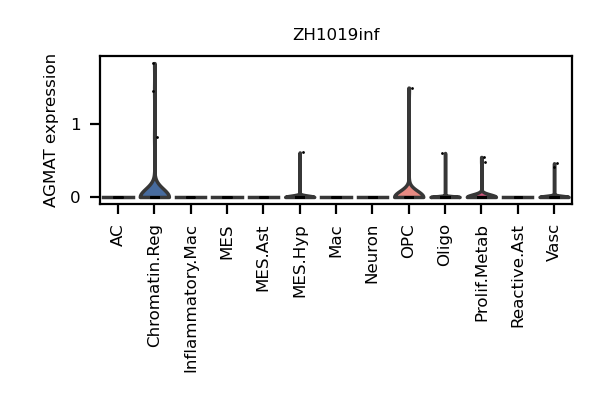 ZH1019inf
AGMAT expression
1
0
AC
Chromatin.Reg
Inflammatory.Mac
MES
MES.Ast
MES.Hyp
Mac
Neuron
OPC
Oligo
Prolif.Metab
Reactive.Ast
Vasc